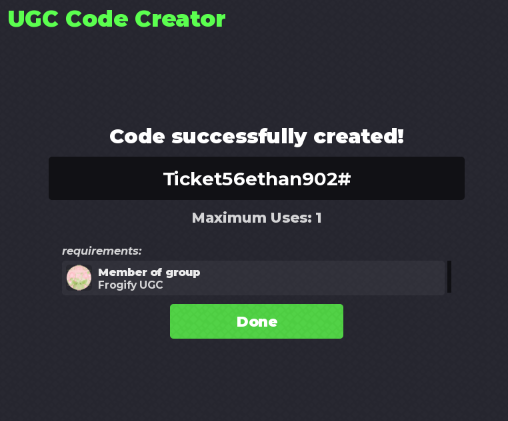 UGC Code Creator
Code successfully created!
Ticket56ethan902#
Maximum Uses: 1
requirements:
Member of group
Frogify UGC
Done